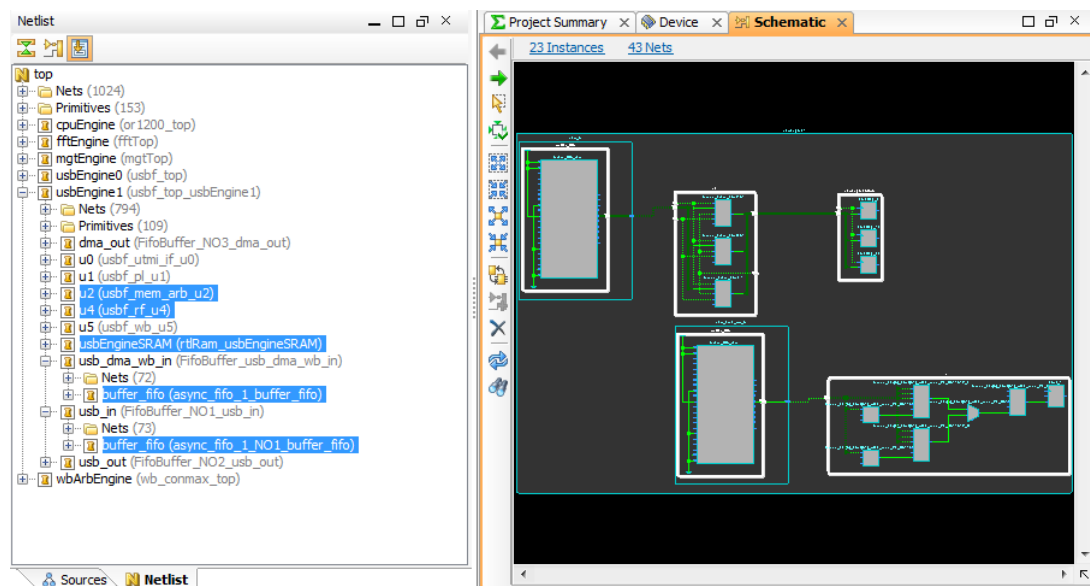 Netlist
top
Nets (1024)
Primitives (153)
cpuEngine (or1200_top)
fftEngine (fftTop)
mgtEngine (mgtTop)
usbEngine0 (usbf_top)
usbEngine1 (usbf_top_usbEngine1)
Nets (794)
Primitives (109)
dma_out (FifoBuffer_NO3_dma_out)
u0 (usbf_utmi_if_u0)
u1 (usbf_pl_u1)
u2 (usbf_mem_arb_u2)
u4 (usbf_rf_u4)
u5 (usbf_wb_u5)
usbEngineSRAM (rtlRam_usbEngineSRAM)
usb_dma_wb_in (FifoBuffer_usb_dma_wb_in)
Nets (72)
buffer_fifo (async_fifo_1_buffer_fifo)
usb_in (FifoBuffer_NO1_usb_in)
Nets (73)
buffer_fifo (async_fifo_1_NO1_buffer_fifo)
usb_out (FifoBuffer_NO2_usb_out)
wbArbEngine (wb_conmax_top)
Sources Netlist
Project Summary Device Schematic
23 Instances 43 Nets